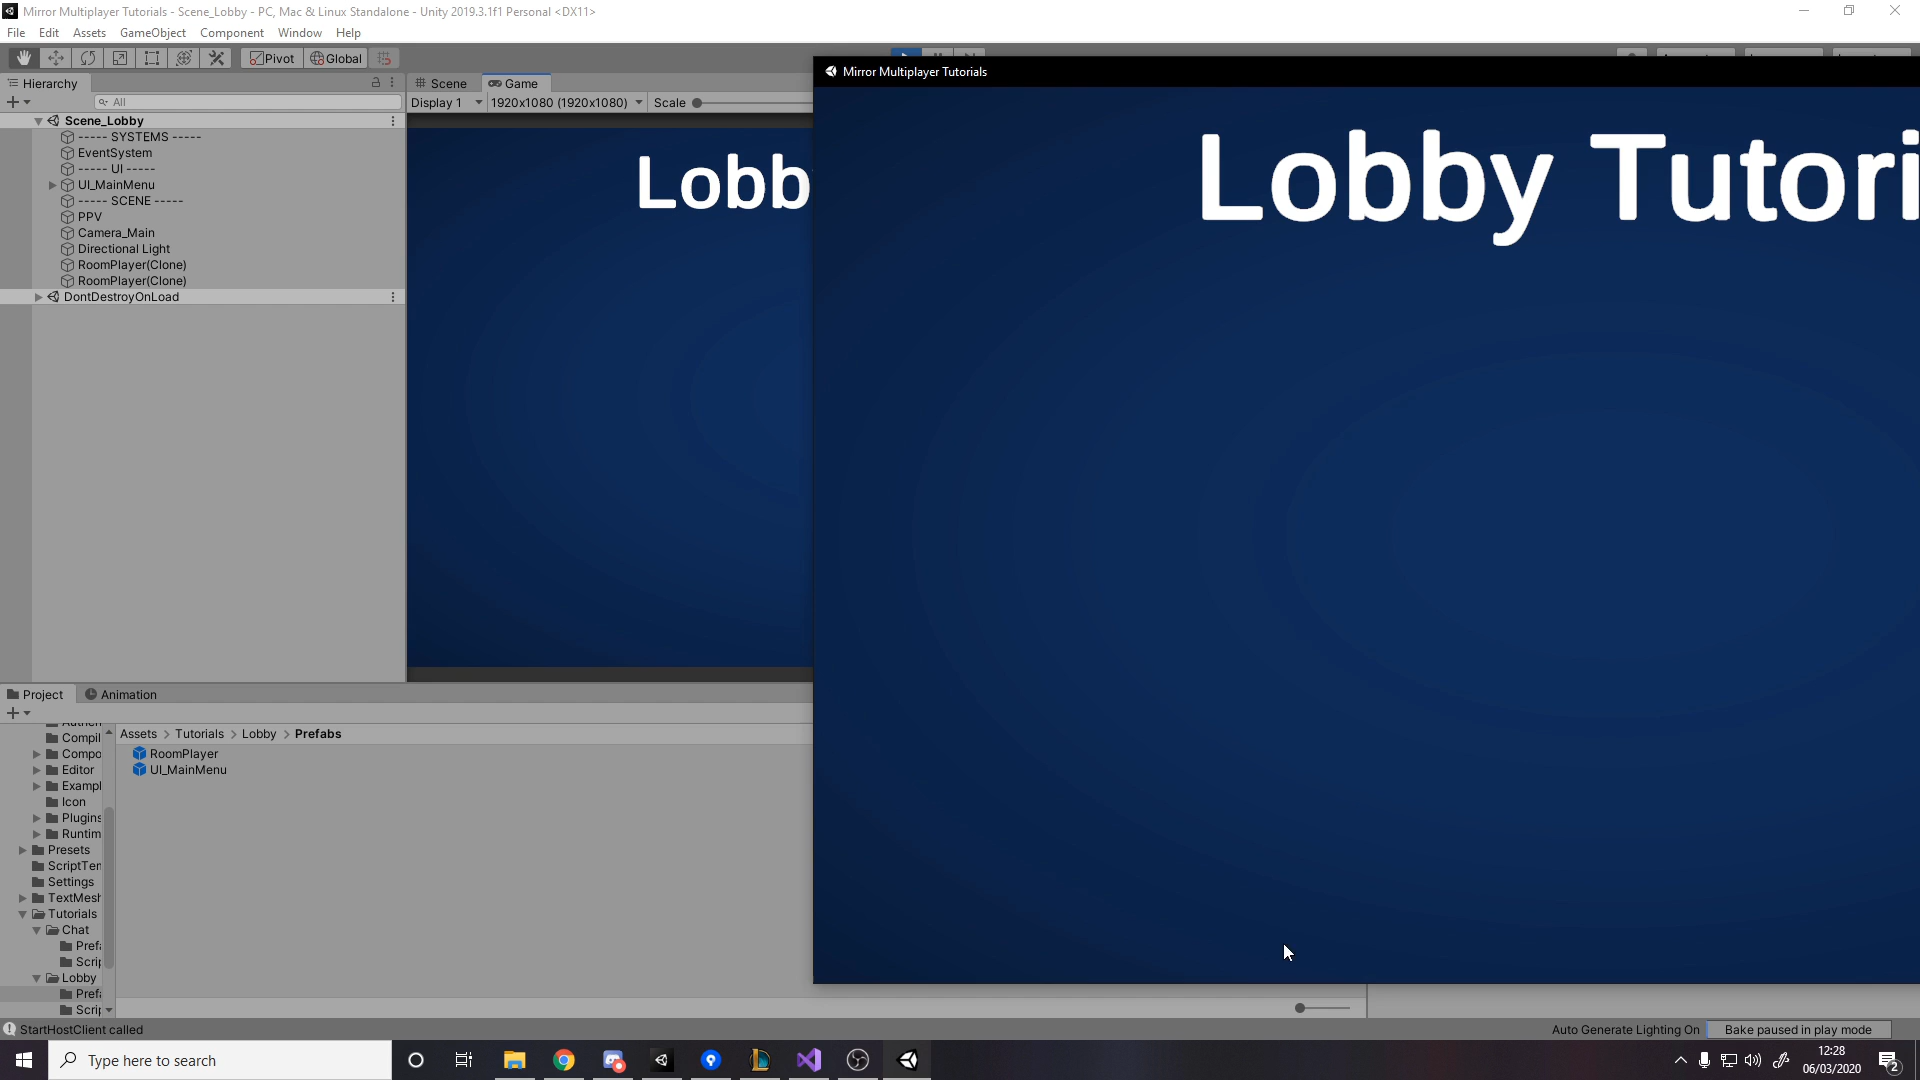 Mirror Multiplayer Tutorials - Scene_Lobby - PC, Mac & Linux Standalone - Unity 2019.3.1f1 Personal <DX11>
File Edit Assets GameObject Component Window Help
Pivot Global
Mirror Multiplayer Tutorials
Hierarchy
Scene Game
All
Display 1 1920x1080 (1920x1080) Scale
Scene_Lobby
----- SYSTEMS -----
EventSystem
----- UI -----
UI_MainMenu
----- SCENE -----
PPV
Camera_Main
Directional Light
RoomPlayer(Clone)
RoomPlayer(Clone)
DontDestroyOnLoad
Lobb
Lobby Tutori
Project Animation
Compil
Compo
Editor
Exampl
Icon
Plugins
Runtim
Presets
ScriptTem
Settings
TextMesh
Tutorials
Chat
Prefa
Scrip
Lobby
Prefa
Scrip
Assets > Tutorials > Lobby > Prefabs
RoomPlayer
UI_MainMenu
StartHostClient called
Auto Generate Lighting On Bake paused in play mode
Type here to search
12:28
06/03/2020
2